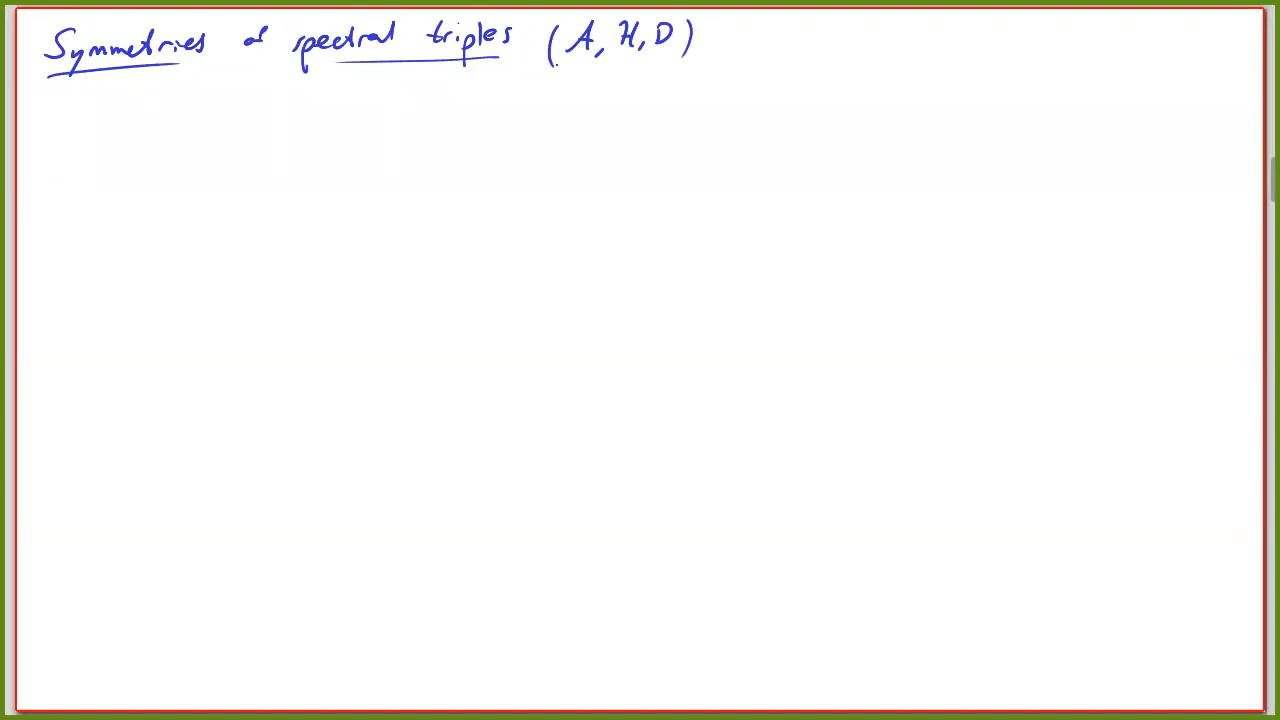 Symmetries of spectral triples (A, H, D)